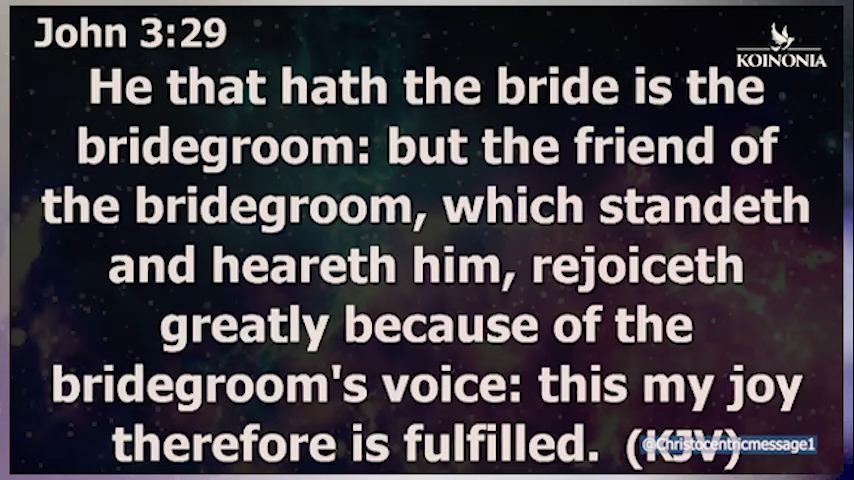 John 3:29
KOINONIA
He that hath the bride is the
bridegroom: but the friend of
the bridegroom, which standeth
and heareth him, rejoiceth
greatly because of the
bridegroom's voice: this my joy
therefore is fulfilled. (KJV)
@Christocentricmessage1